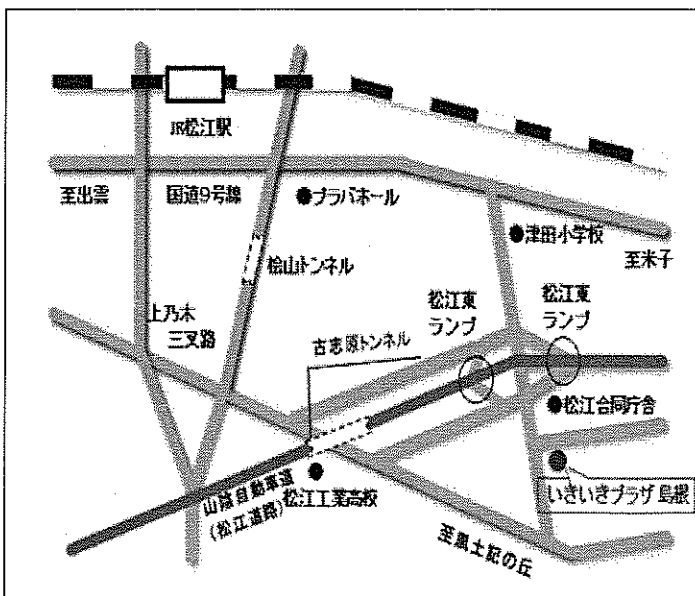 JR松江駅
至出雲
国道9号線
●プラバホール
●津田小学校
至米子
桧山トンネル
松江東
ランプ
松江東
ランプ
上乃木
三叉路
古志原トンネル
●松江合同庁舎
山陰自動車道
(松江道路)
松江工業高校
いきいきプラザ島根
至風土記の丘